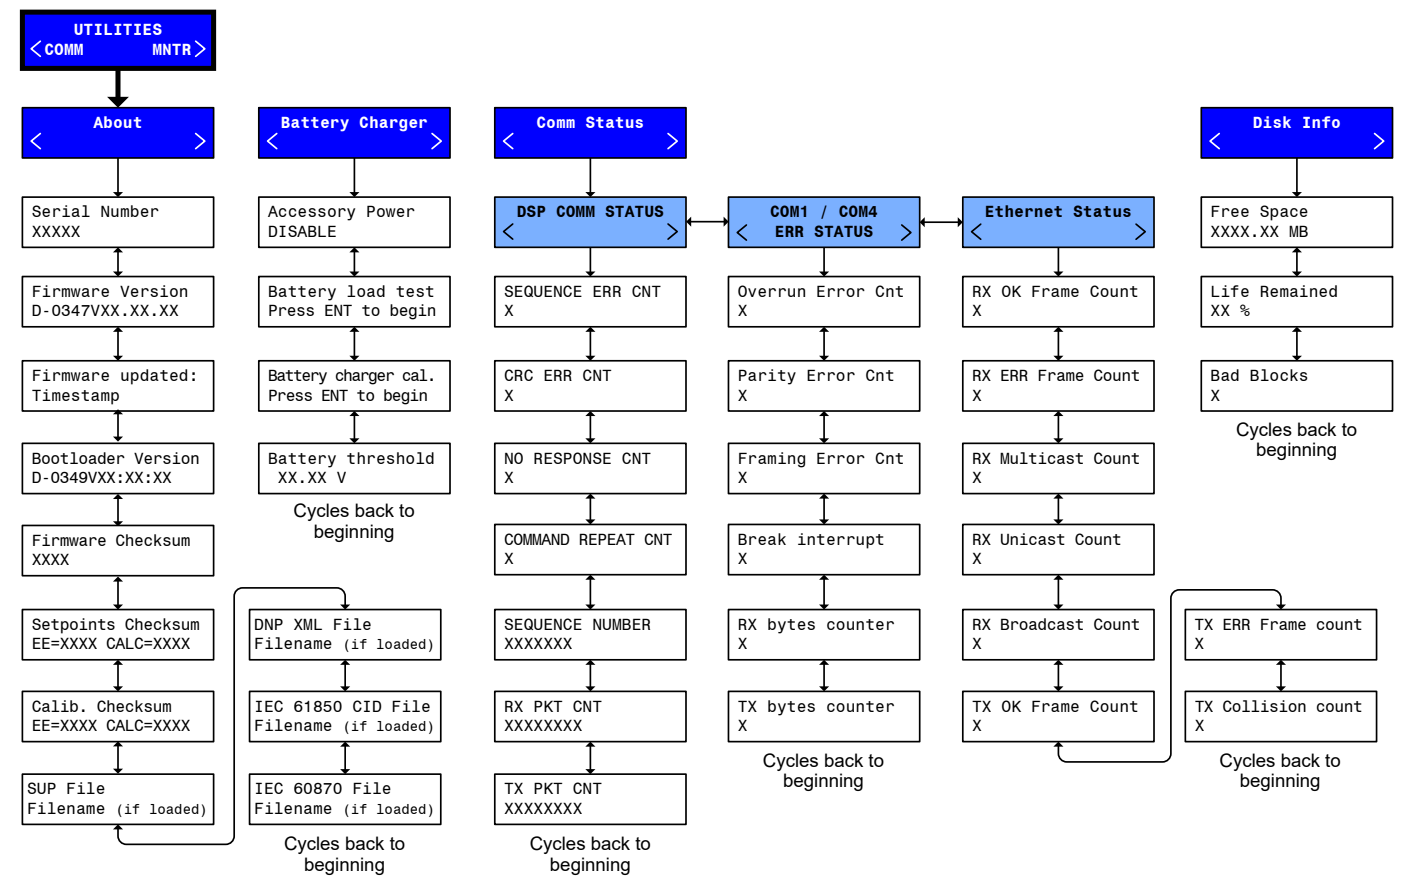 UTILITIES
<COMM MNTR>
About
< >
Serial Number
XXXXX
Firmware Version
D-0347VXX.XX.XX
Firmware updated:
Timestamp
Bootloader Version
D-0349VXX:XX:XX
Firmware Checksum
XXXX
Setpoints Checksum
EE=XXXX CALC=XXXX
Calib. Checksum
EE=XXXX CALC=XXXX
SUP File
Filename (if loaded)
DNP XML File
Filename (if loaded)
IEC 61850 CID File
Filename (if loaded)
IEC 60870 File
Filename (if loaded)
Cycles back to
beginning
Battery Charger
< >
Accessory Power
DISABLE
Battery load test
Press ENT to begin
Battery charger cal.
Press ENT to begin
Battery threshold
XX.XX V
Cycles back to
beginning
Comm Status
< >
DSP COMM STATUS
< >
SEQUENCE ERR CNT
X
CRC ERR CNT
X
NO RESPONSE CNT
X
COMMAND REPEAT CNT
X
SEQUENCE NUMBER
XXXXXXX
RX PKT CNT
XXXXXXXX
TX PKT CNT
XXXXXXXX
Cycles back to
beginning
COM1 / COM4
< ERR STATUS >
Overrun Error Cnt
X
Parity Error Cnt
X
Framing Error Cnt
X
Break interrupt
X
RX bytes counter
X
TX bytes counter
X
Cycles back to
beginning
Ethernet Status
< >
RX OK Frame Count
X
RX ERR Frame Count
X
RX Multicast Count
X
RX Unicast Count
X
RX Broadcast Count
X
TX OK Frame Count
X
TX ERR Frame count
X
TX Collision count
X
Cycles back to
beginning
Disk Info
< >
Free Space
XXXX.XX MB
Life Remained
XX %
Bad Blocks
X
Cycles back to
beginning